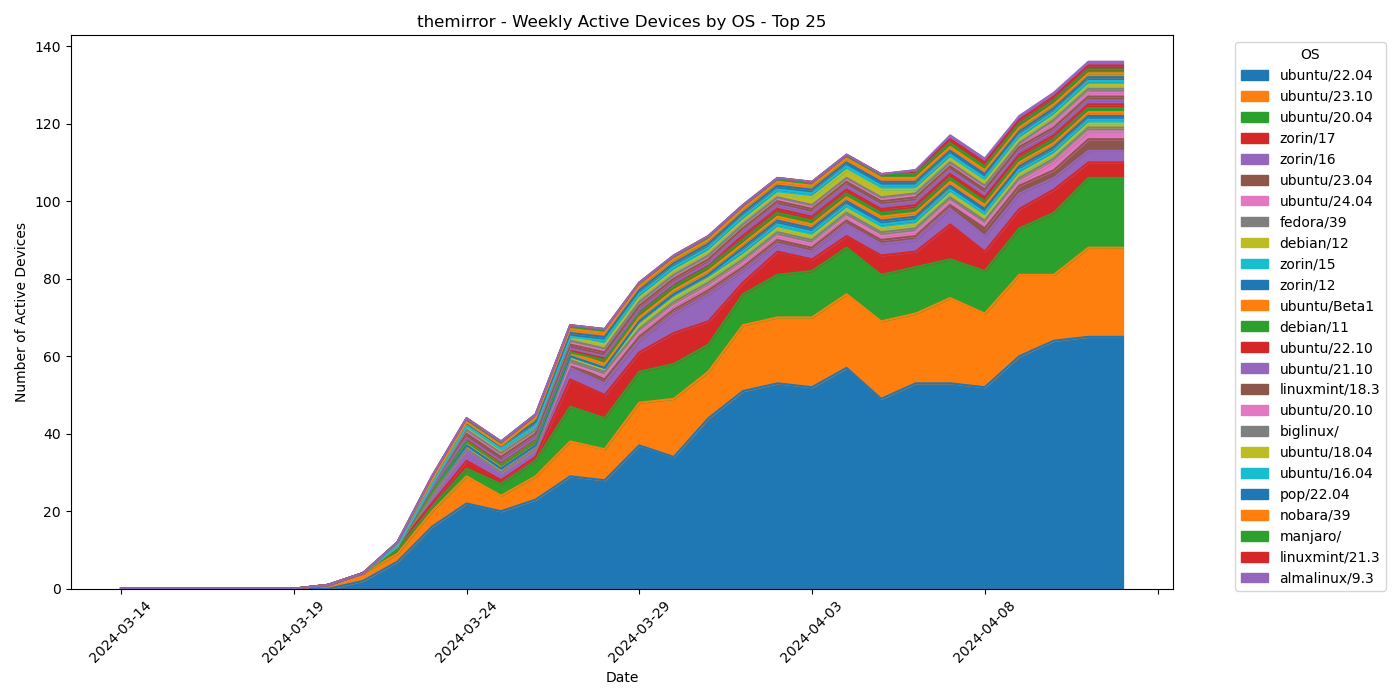 themirror - Weekly Active Devices by OS - Top 25
140
120
100
80
60
40
20
0
Number of Active Devices
2024-03-14
2024-03-19
2024-03-24
2024-03-29
2024-04-03
2024-04-08
Date
OS
ubuntu/22.04
ubuntu/23.10
ubuntu/20.04
zorin/17
zorin/16
ubuntu/23.04
ubuntu/24.04
fedora/39
debian/12
zorin/15
zorin/12
ubuntu/Beta1
debian/11
ubuntu/22.10
ubuntu/21.10
linuxmint/18.3
ubuntu/20.10
biglinux/
ubuntu/18.04
ubuntu/16.04
pop/22.04
nobara/39
manjaro/
linuxmint/21.3
almalinux/9.3